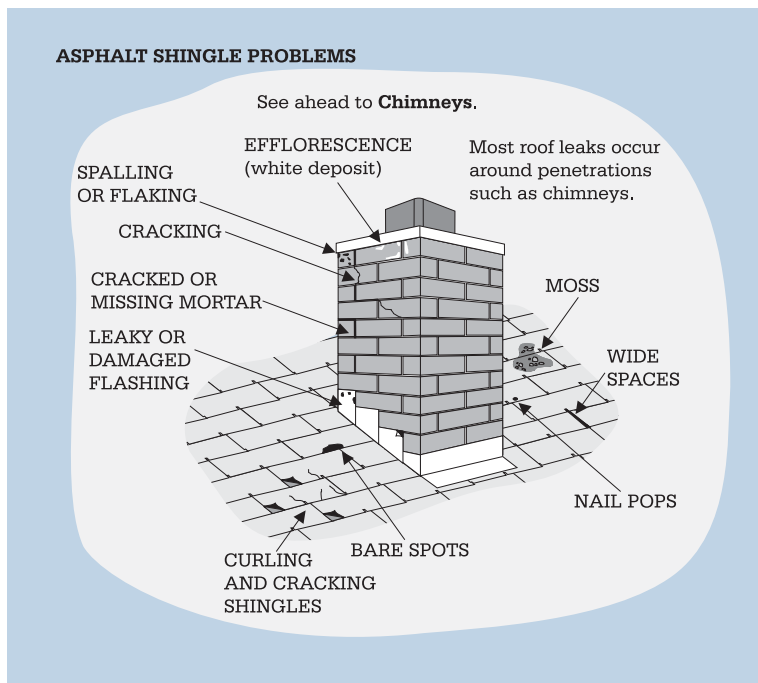 ASPHALT SHINGLE PROBLEMS
See ahead to Chimneys.
EFFLORESCENCE
(white deposit)
Most roof leaks occur
around penetrations
such as chimneys.
SPALLING
OR FLAKING
CRACKING
CRACKED OR
MISSING MORTAR
LEAKY OR
DAMAGED
FLASHING
MOSS
WIDE
SPACES
NAIL POPS
BARE SPOTS
CURLING
AND CRACKING
SHINGLES